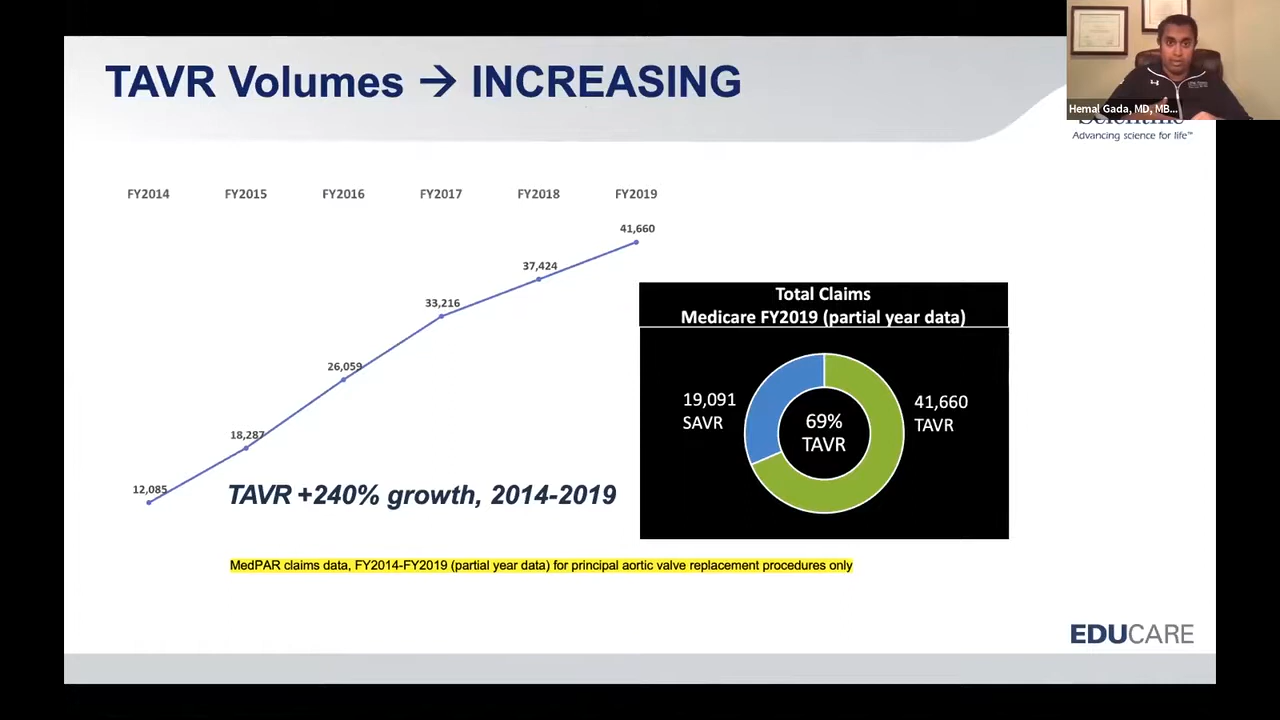 TAVR Volumes → INCREASING
Hemal Gada, MD, MB...
Scientific
Advancing science for life™
FY2014 FY2015 FY2016 FY2017 FY2018 FY2019
41,660
37,424
33,216
26,059
18,287
12,085
TAVR +240% growth, 2014-2019
Total Claims
Medicare FY2019 (partial year data)
19,091
SAVR
69%
TAVR
41,660
TAVR
MedPAR claims data, FY2014-FY2019 (partial year data) for principal aortic valve replacement procedures only
EDUCARE